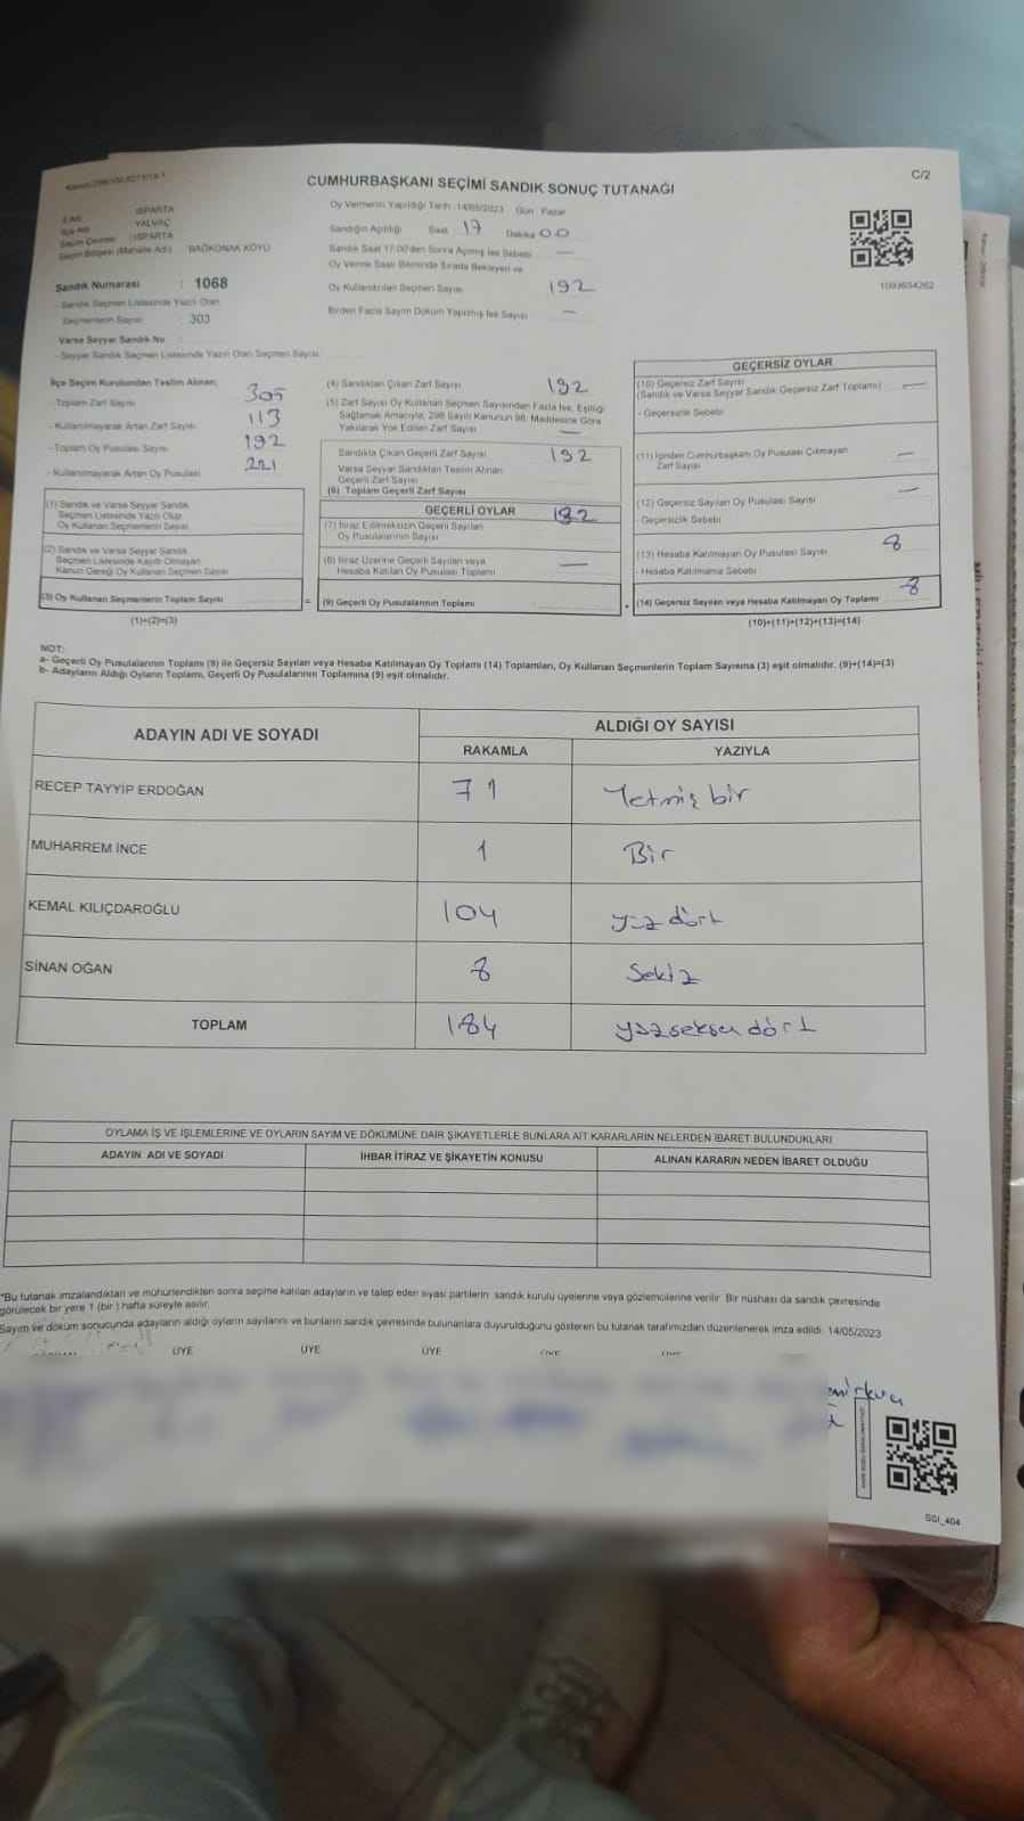 C/2
CUMHURBAŞKANI SEÇİMİ SANDIK SONUÇ TUTANAĞI
Oy Vermenin Yapıldığı Tarih :14/05/2023 Gün Pazar
ISPARTA
YALVAÇ
ISPARTA
BAĞKONAK KÖYÜ
Sandığın Açıldığı Saat 17 Dakika 00
Sandık Saat 17:00'den Sonra Açılmış İse Sebebi —
Oy Verme Saati Bitiminde Sırada Bekleyen ve
Oy Kullandırılan Seçmen Sayısı 192
Birden Fazla Sayım Döküm Yapılmış İse Sayısı —
Sandık Numarası : 1068
Sandık Seçmen Listesinde Yazılı Olan
Seçmenlerin Sayısı 303
Varsa Seyyar Sandık No
- Seyyar Sandık Seçmen Listesinde Yazılı Olan Seçmen Sayısı
İlçe Seçim Kurulundan Teslim Alınan;
- Toplam Zarf Sayısı 305
- Kullanılmayarak Artan Zarf Sayısı 113
- Toplam Oy Pusulası Sayısı 192
- Kullanılmayarak Artan Oy Pusulası 221
(1) Sandık ve Varsa Seyyar Sandık
Seçmen Listesinde Yazılı Olup
Oy Kullanan Seçmenlerin Sayısı
(2) Sandık ve Varsa Seyyar Sandık
Seçmen Listesinde Kayıtlı Olmayan
Kanun Gereği Oy Kullanan Seçmen Sayısı
(3) Oy Kullanan Seçmenlerin Toplam Sayısı
(1)+(2)=(3)
(4) Sandıktan Çıkan Zarf Sayısı 192
(5) Zarf Sayısı Oy Kullanan Seçmen Sayısından Fazla İse, Eşitliği
Sağlamak Amacıyla, 298 Sayılı Kanunun 98. Maddesine Göre
Yakılarak Yok Edilen Zarf Sayısı —
Sandıkta Çıkan Geçerli Zarf Sayısı 192
Varsa Seyyar Sandıktan Teslim Alınan
Geçerli Zarf Sayısı
(6) Toplam Geçerli Zarf Sayısı
GEÇERLİ OYLAR 192
(7) İtiraz Edilmeksizin Geçerli Sayılan
Oy Pusulalarının Sayısı
(8) İtiraz Üzerine Geçerli Sayılan veya
Hesaba Katılan Oy Pusulası Toplamı —
(9) Geçerli Oy Pusulalarının Toplamı
GEÇERSİZ OYLAR
(10) Geçersiz Zarf Sayısı
(Sandık ve Varsa Seyyar Sandık Geçersiz Zarf Toplamı) —
- Geçersizlik Sebebi
(11) İçinden Cumhurbaşkanı Oy Pusulası Çıkmayan
Zarf Sayısı —
(12) Geçersiz Sayılan Oy Pusulası Sayısı —
- Geçersizlik Sebebi
(13) Hesaba Katılmayan Oy Pusulası Sayısı 8
- Hesaba Katılmama Sebebi
(14) Geçersiz Sayılan veya Hesaba Katılmayan Oy Toplamı 8
(10)+(11)+(12)+(13)=(14)
NOT:
a- Geçerli Oy Pusulalarının Toplamı (9) ile Geçersiz Sayılan veya Hesaba Katılmayan Oy Toplamı (14) Toplamları, Oy Kullanan Seçmenlerin Toplam Sayısına (3) eşit olmalıdır. (9)+(14)=(3)
b- Adayların Aldığı Oyların Toplamı, Geçerli Oy Pusulalarının Toplamına (9) eşit olmalıdır.
ADAYIN ADI VE SOYADI ALDIĞI OY SAYISI
RAKAMLA YAZIYLA
RECEP TAYYİP ERDOĞAN 71 Yetmiş bir
MUHARREM İNCE 1 Bir
KEMAL KILIÇDAROĞLU 104 yüz dört
SİNAN OĞAN 8 Sekiz
TOPLAM 184 yüzseksen dört
OYLAMA İŞ VE İŞLEMLERİNE VE OYLARIN SAYIM VE DÖKÜMÜNE DAİR ŞİKAYETLERLE BUNLARA AİT KARARLARIN NELERDEN İBARET BULUNDUKLARI
ADAYIN ADI VE SOYADI İHBAR İTİRAZ VE ŞİKAYETİN KONUSU ALINAN KARARIN NEDEN İBARET OLDUĞU
*Bu tutanak imzalandıktan ve mühürlendikten sonra seçime katılan adayların ve talep eden siyasi partilerin sandık kurulu üyelerine veya gözlemcilerine verilir. Bir nüshası da sandık çevresinde
görülecek bir yere 1 (bir ) hafta süreyle asılır.
Sayım ve döküm sonucunda adayların aldığı oyların sayılarını ve bunların sandık çevresinde bulunanlara duyurulduğunu gösteren bu tutanak tarafımızdan düzenlenerek imza edildi. 14/05/2023
ÜYE ÜYE ÜYE
SGI_404